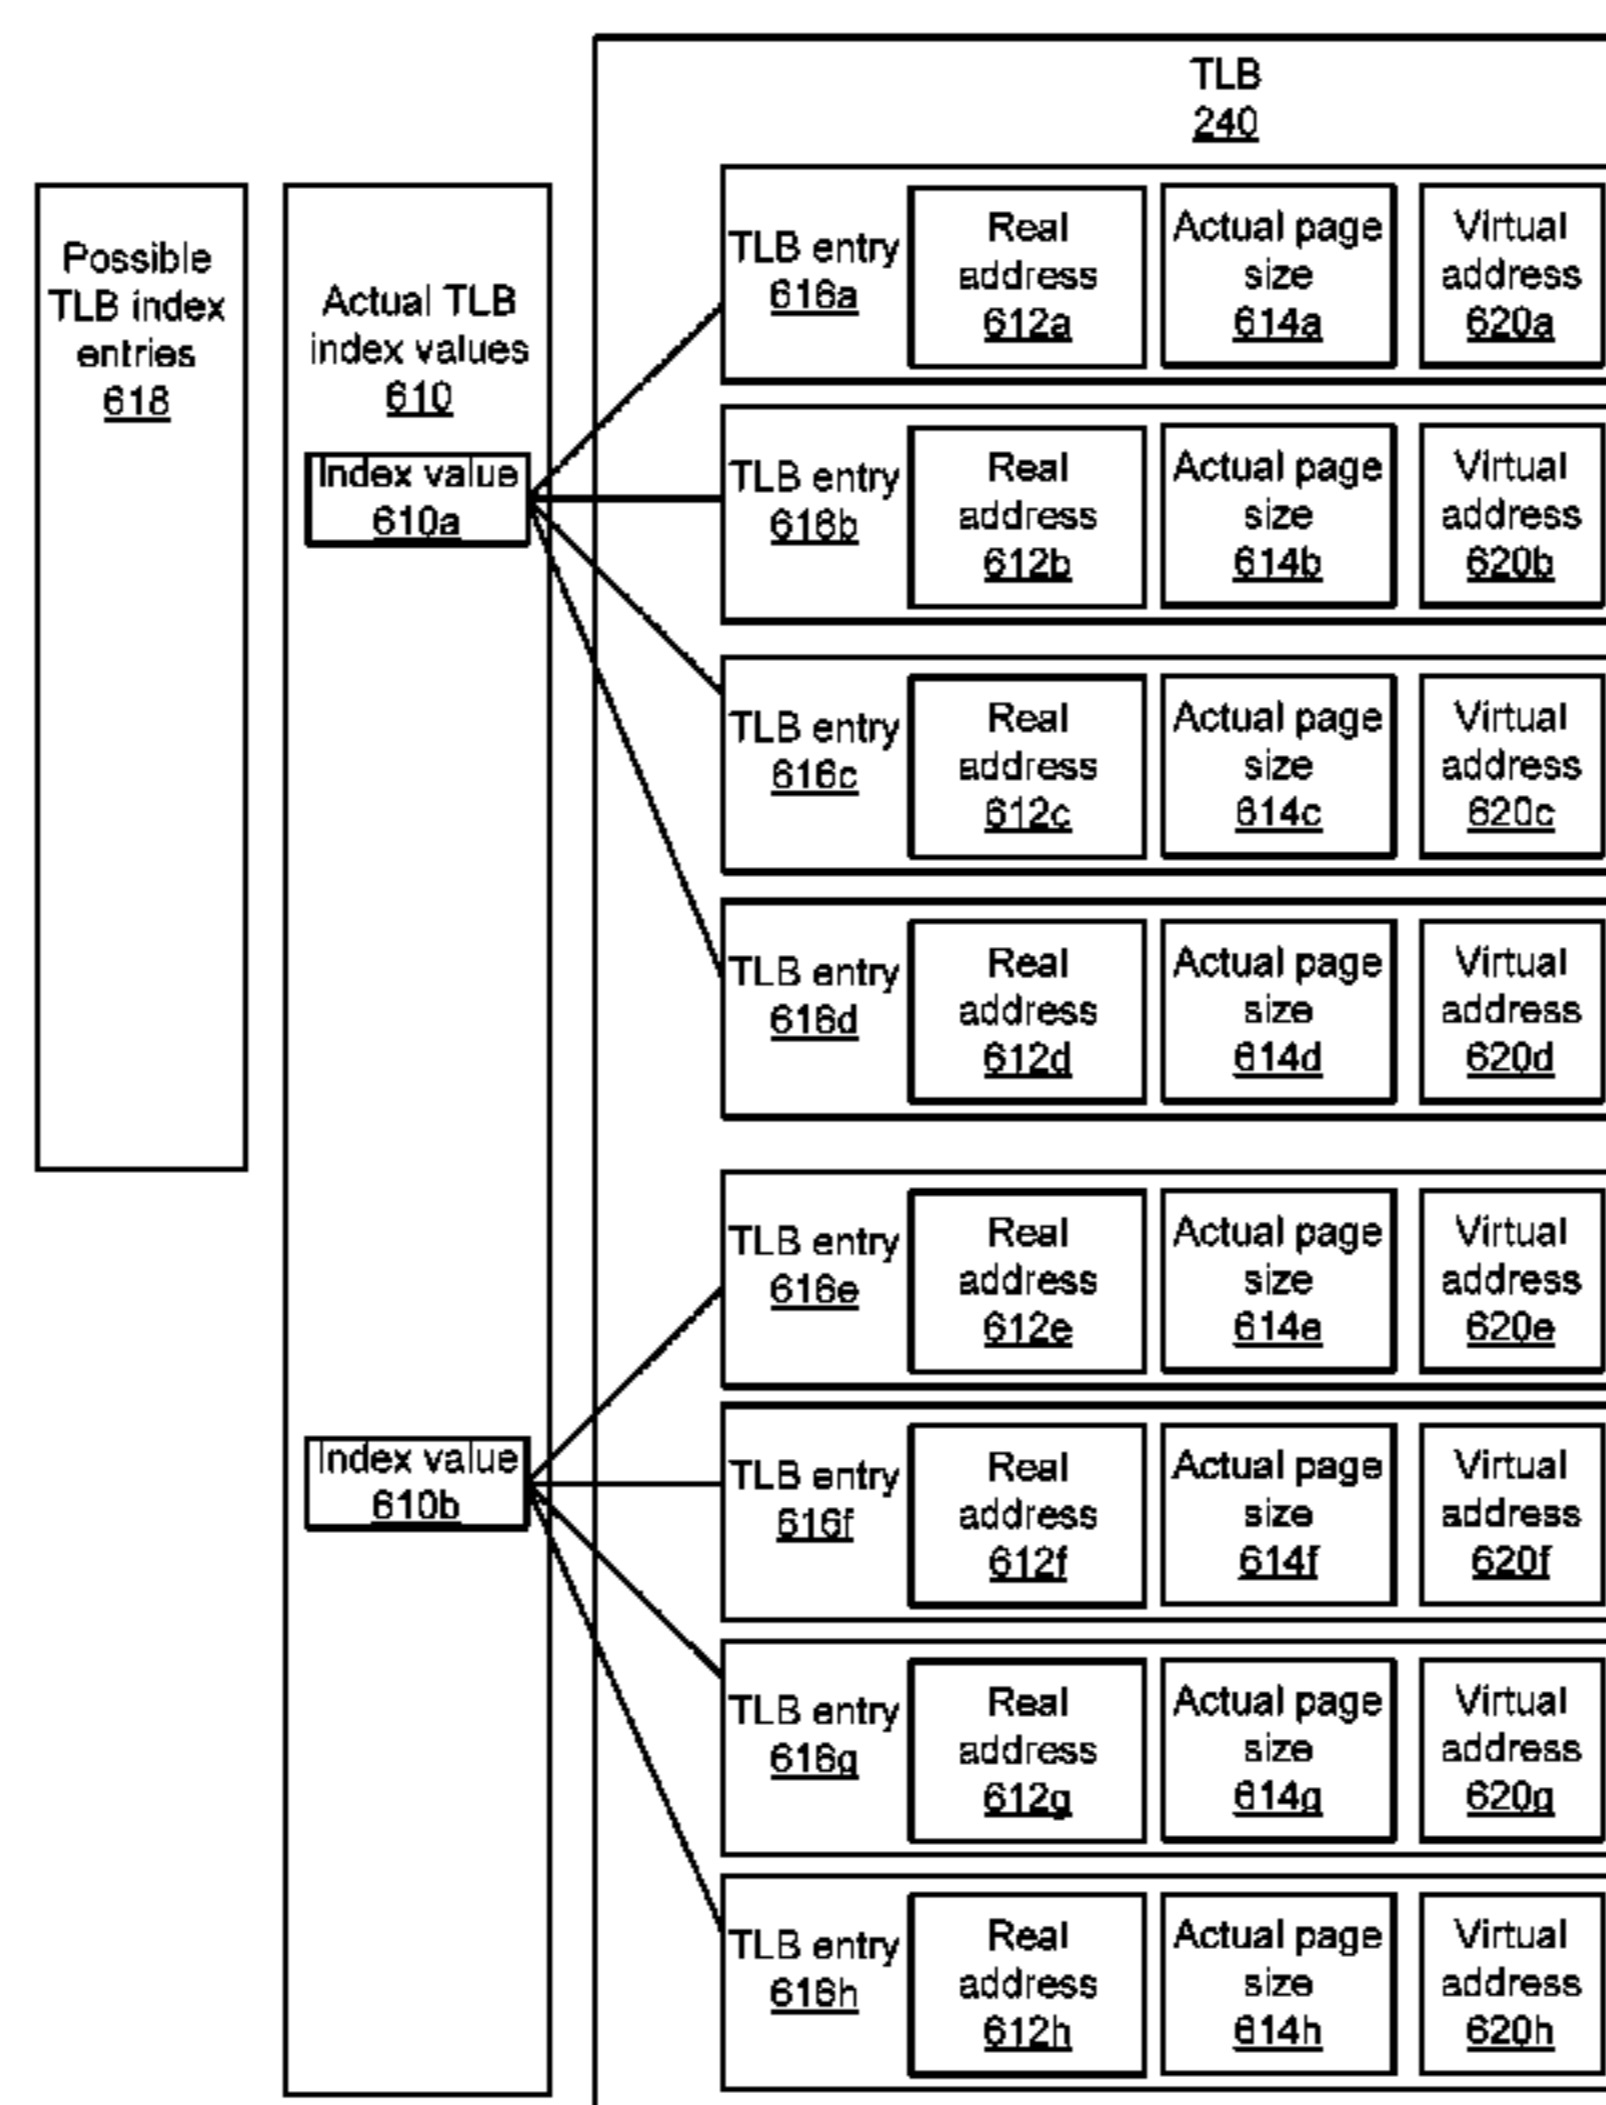 TLB
240
Possible
TLB index
entries
618
Actual TLB
index values
610
Index value
610a
TLB entry
616a
Real
address
612a
Actual page
size
614a
Virtual
address
620a
TLB entry
616b
Real
address
612b
Actual page
size
614b
Virtual
address
620b
TLB entry
616c
Real
address
612c
Actual page
size
614c
Virtual
address
620c
TLB entry
616d
Real
address
612d
Actual page
size
614d
Virtual
address
620d
Index value
610b
TLB entry
616e
Real
address
612e
Actual page
size
614e
Virtual
address
620e
TLB entry
616f
Real
address
612f
Actual page
size
614f
Virtual
address
620f
TLB entry
616g
Real
address
612g
Actual page
size
614g
Virtual
address
620g
TLB entry
616h
Real
address
612h
Actual page
size
614h
Virtual
address
620h